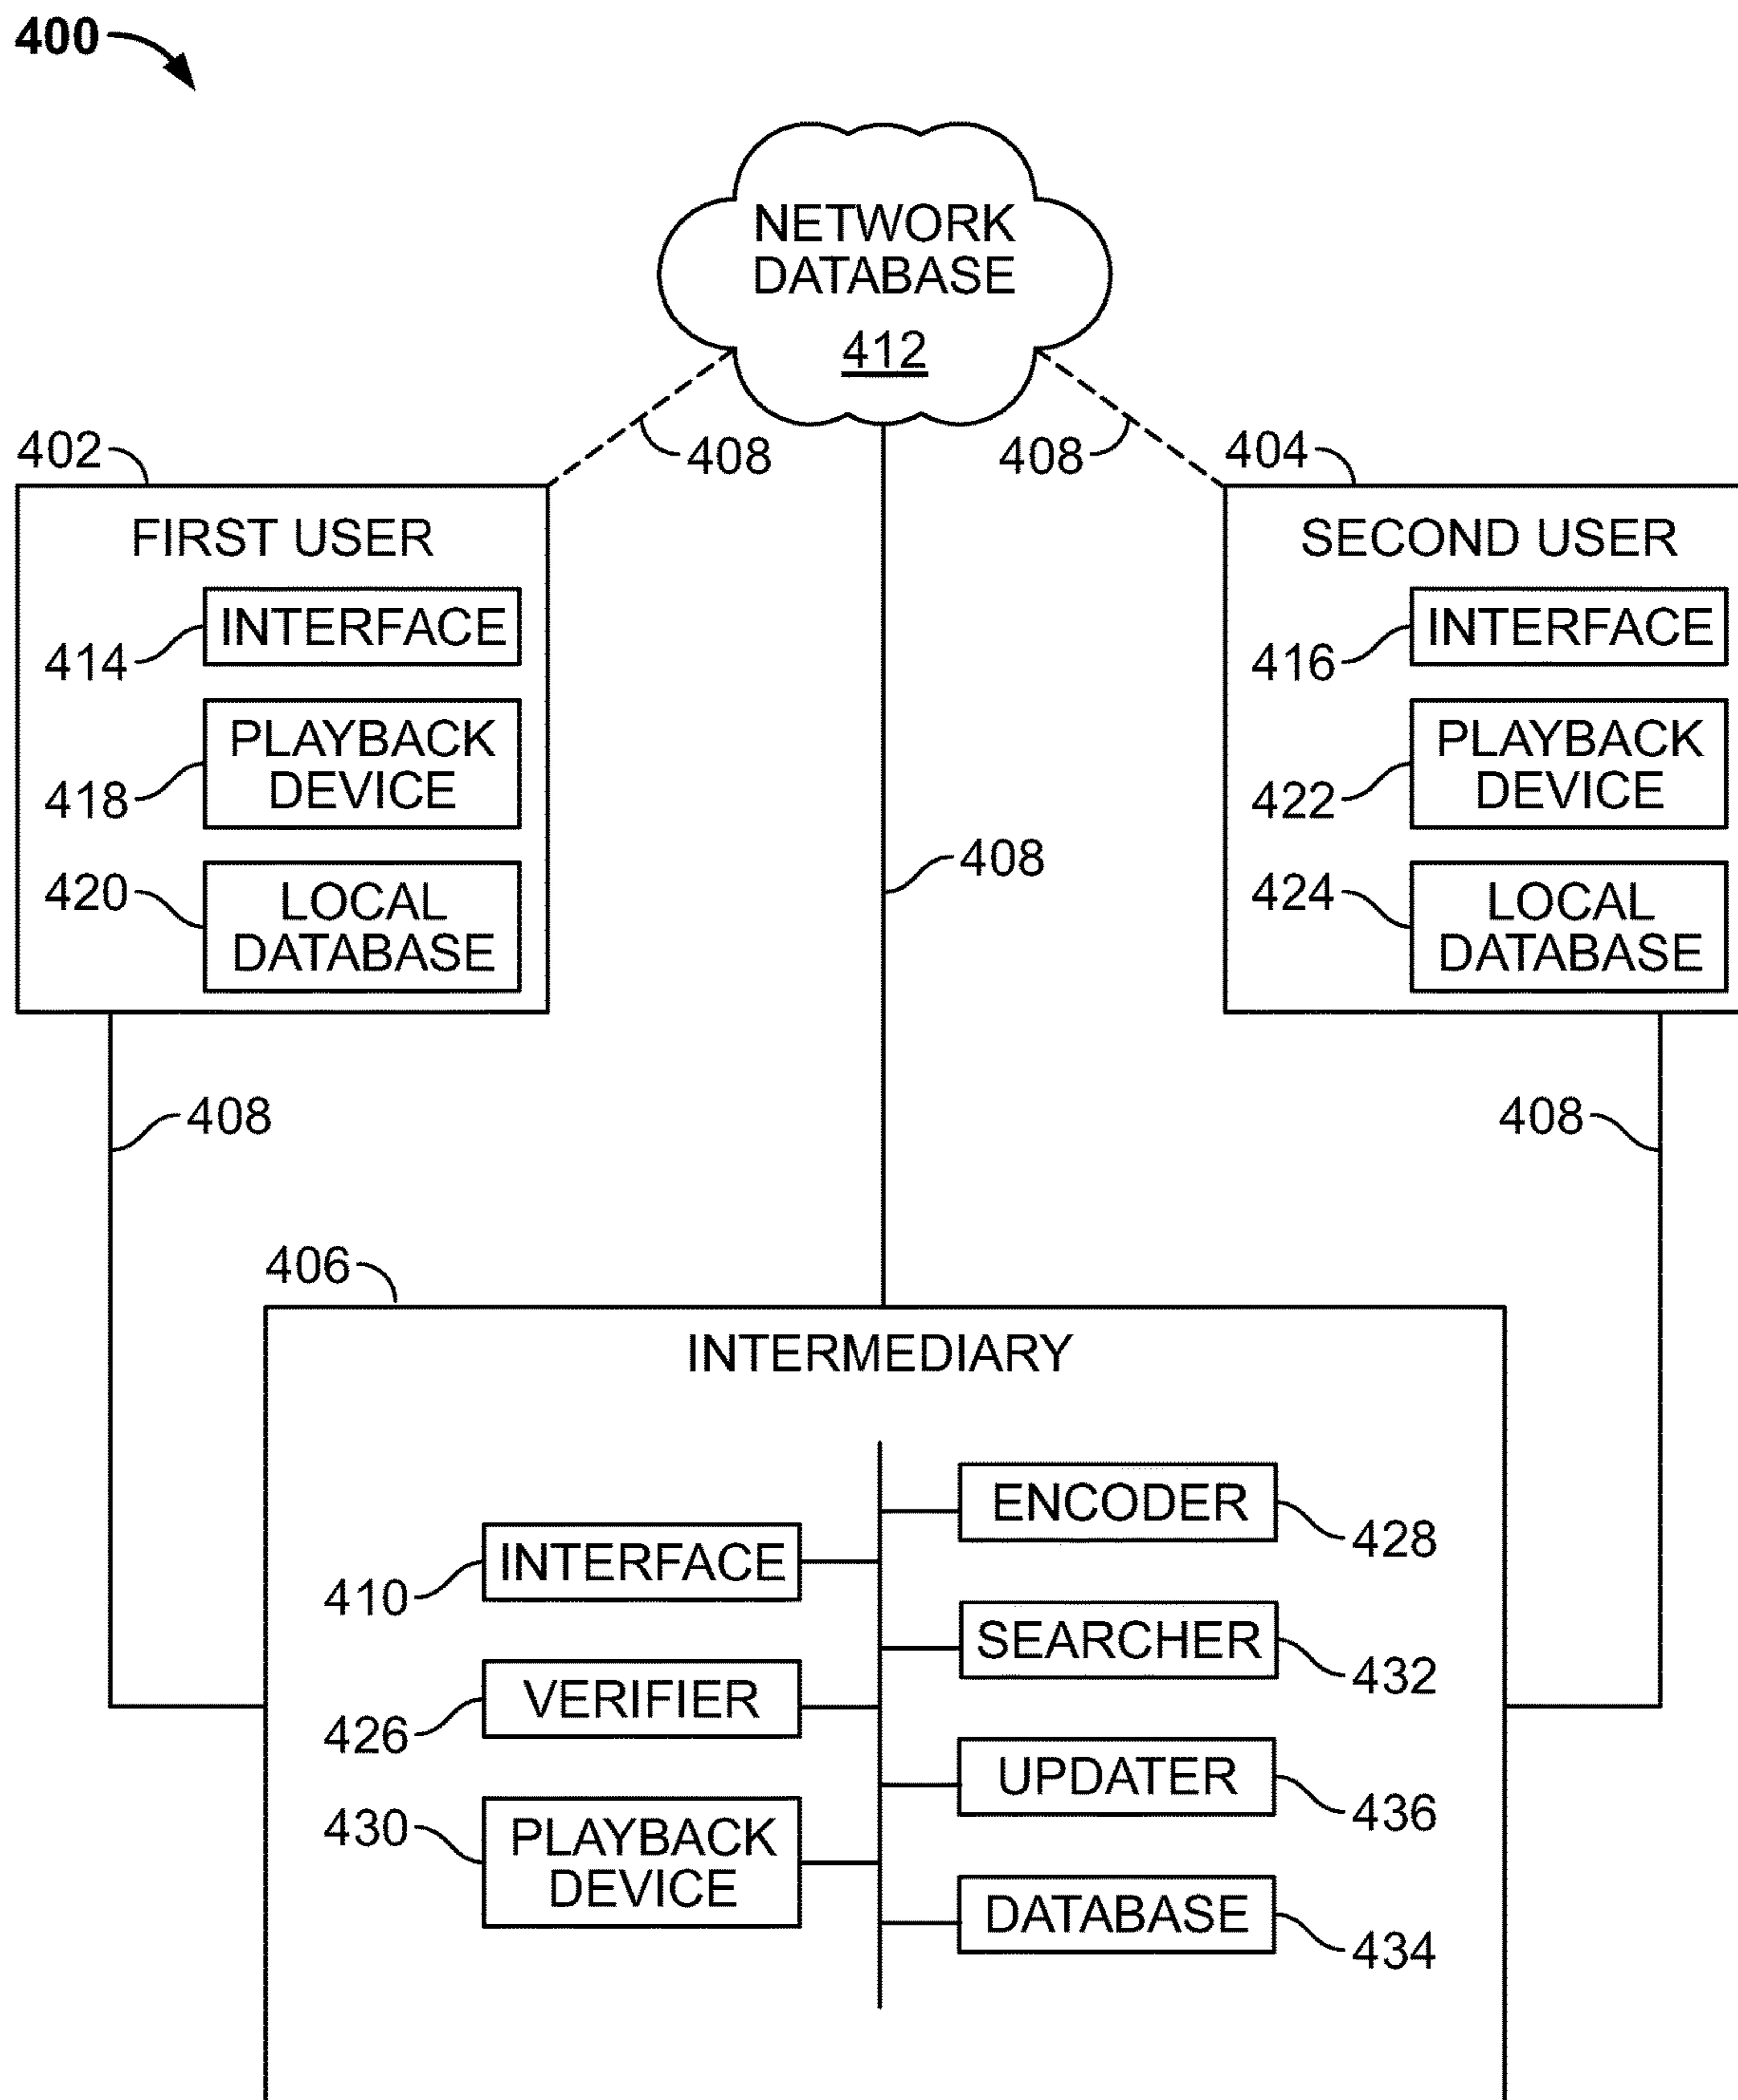 400
NETWORK
DATABASE
412
408
408
402
FIRST USER
INTERFACE
414
PLAYBACK
DEVICE
418
LOCAL
DATABASE
420
404
SECOND USER
INTERFACE
416
PLAYBACK
DEVICE
422
LOCAL
DATABASE
424
408
408
408
406
INTERMEDIARY
INTERFACE
410
VERIFIER
426
PLAYBACK
DEVICE
430
ENCODER
428
SEARCHER
432
UPDATER
436
DATABASE
434